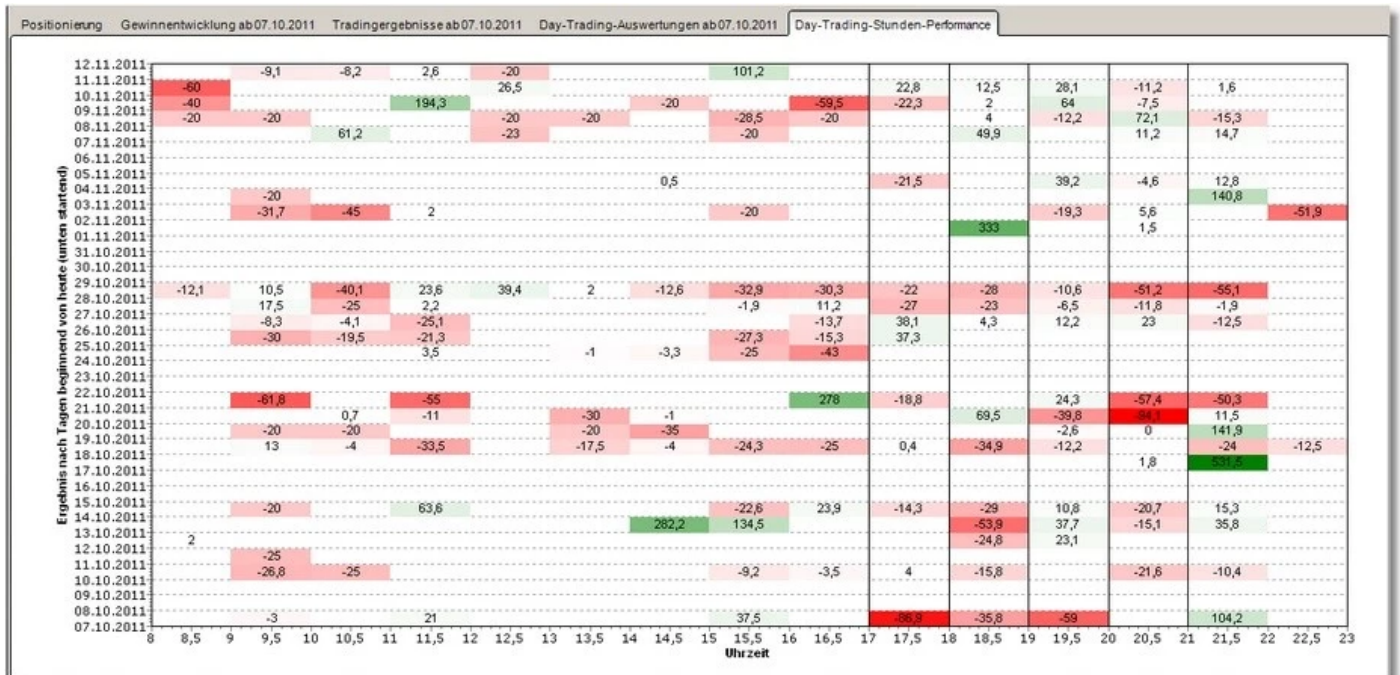 Positionierung Gewinnentwicklung ab 07.10.2011 Tradingergebnisse ab 07.10.2011 Day-Trading-Auswertungen ab 07.10.2011 Day-Trading-Stunden-Performance
Ergebnis nach Tagen beginnend von heute (unten startend)
12.11.2011
-9,1 -8,2 2,6 -20 101,2
11.11.2011
-60 26,5 22,8 12,5 28,1 -11,2 1,6
10.11.2011
-40 194,3 -20 -59,5 -22,3 2 64 -7,5
09.11.2011
-20 -20 -20 -20 -28,5 -20 4 -12,2 72,1 -15,3
08.11.2011
61,2 -23 -20 49,9 11,2 14,7
07.11.2011
06.11.2011
05.11.2011
0,5 -21,5 39,2 -4,6 12,8
04.11.2011
-20 140,8
03.11.2011
-31,7 -45 2 -20 -19,3 5,6 -51,9
02.11.2011
333 1,5
01.11.2011
31.10.2011
30.10.2011
29.10.2011
-12,1 10,5 -40,1 23,6 39,4 2 -12,6 -32,9 -30,3 -22 -28 -10,6 -51,2 -55,1
28.10.2011
17,5 -25 2,2 -1,9 11,2 -27 -23 -6,5 -11,8 -1,9
27.10.2011
-8,3 -4,1 -25,1 -13,7 38,1 4,3 12,2 23 -12,5
26.10.2011
-30 -19,5 -21,3 -27,3 -15,3 37,3
25.10.2011
3,5 -1 -3,3 -25 -43
24.10.2011
23.10.2011
22.10.2011
-61,8 -55 278 -18,8 24,3 -57,4 -50,3
21.10.2011
0,7 -11 -30 -1 69,5 -39,8 -94,1 11,5
20.10.2011
-20 -20 -20 -35 -2,6 0 141,9
19.10.2011
13 -4 -33,5 -17,5 -4 -24,3 -25 0,4 -34,9 -12,2 -24 -12,5
18.10.2011
1,8 531,5
17.10.2011
16.10.2011
15.10.2011
-20 63,6 -22,6 23,9 -14,3 -29 10,8 -20,7 15,3
14.10.2011
282,2 134,5 -53,9 37,7 -15,1 35,8
13.10.2011
2 -24,8 23,1
12.10.2011
-25
11.10.2011
-26,8 -25 -9,2 -3,5 4 -15,8 -21,6 -10,4
10.10.2011
09.10.2011
08.10.2011
-3 21 37,5 -86,9 -35,8 -59 104,2
07.10.2011
8 8,5 9 9,5 10 10,5 11 11,5 12 12,5 13 13,5 14 14,5 15 15,5 16 16,5 17 17,5 18 18,5 19 19,5 20 20,5 21 21,5 22 22,5 23
Uhrzeit